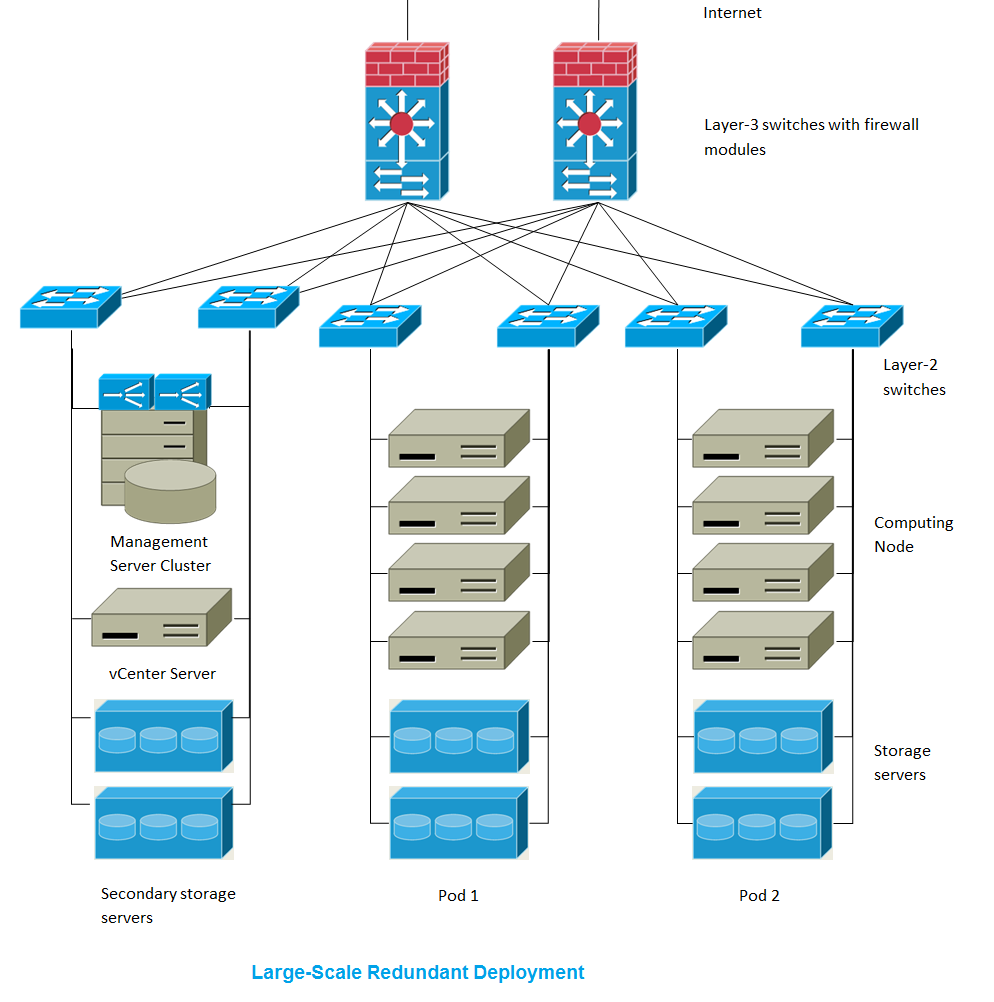 Internet
Layer-3 switches with firewall
modules
Layer-2
switches
Management
Server Cluster
Computing
Node
vCenter Server
Storage
servers
Secondary storage
servers
Pod 1
Pod 2
Large-Scale Redundant Deployment